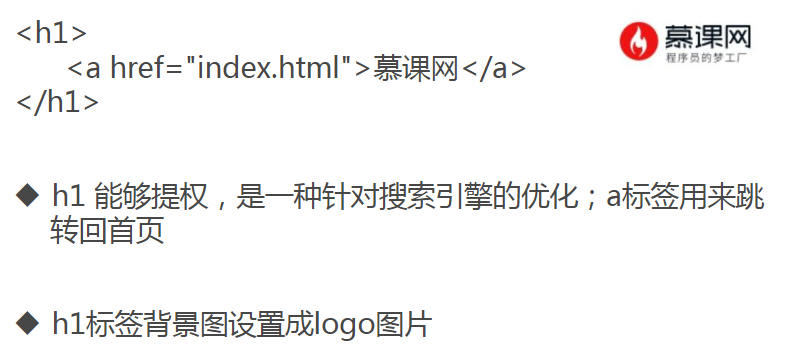 <h1>
<a href="index.html">慕课网</a>
</h1>
慕课网
程序员的梦工厂
◆ h1 能够提权，是一种针对搜索引擎的优化；a标签用来跳
转回首页
◆ h1标签背景图设置成logo图片